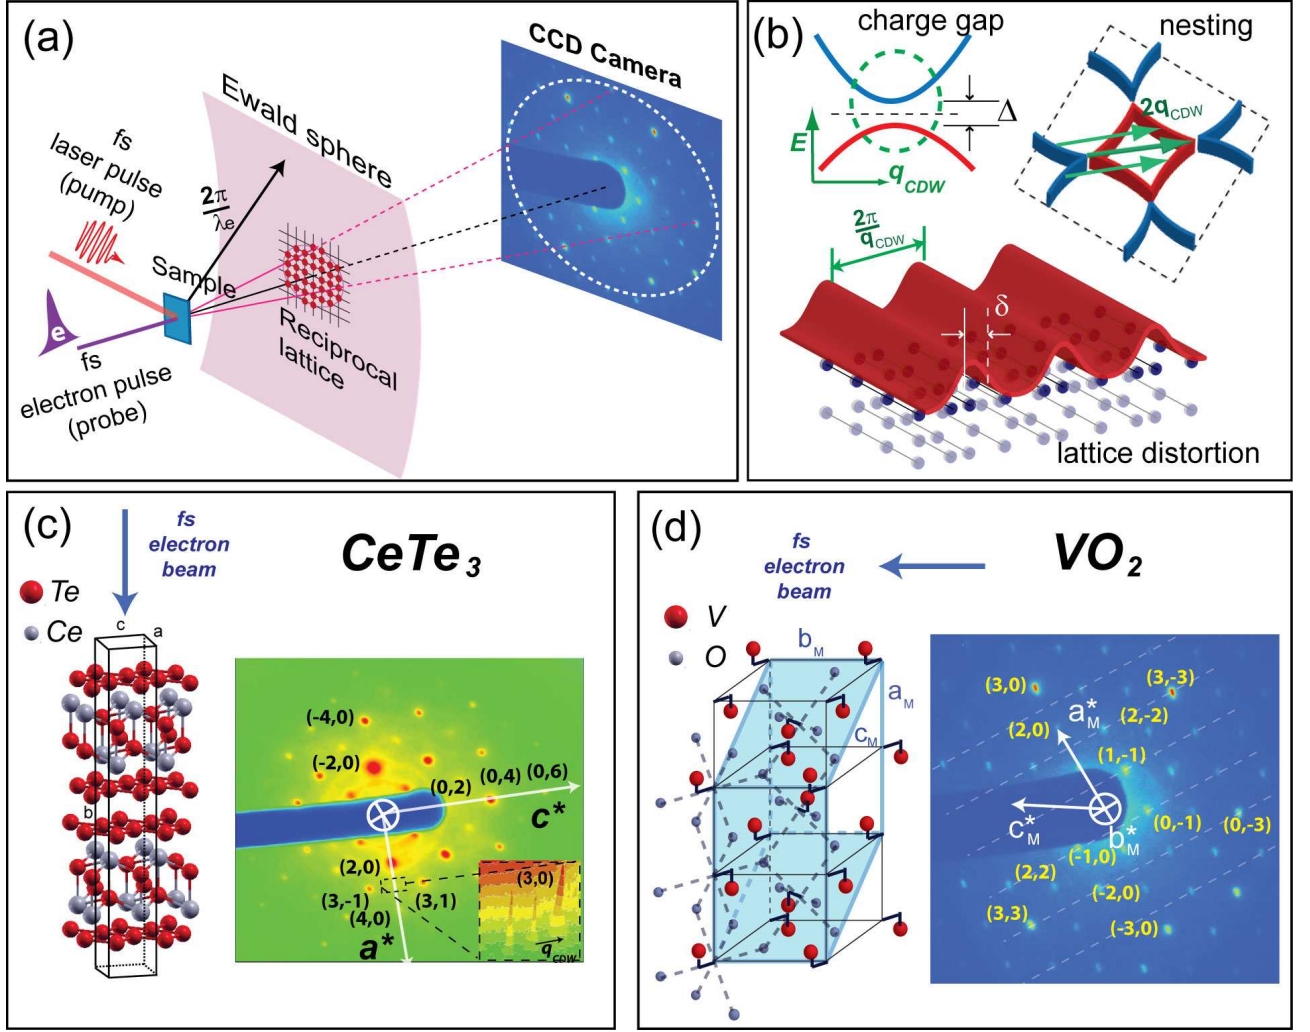 (a)
CCD Camera
Ewald sphere
fs
laser pulse
(pump)
2π
λe
Sample
e
fs
electron pulse
(probe)
Reciprocal
lattice
(b)
charge gap
nesting
Δ
E
qCDW
2qCDW
2π
qCDW
δ
lattice distortion
(c)
fs
electron
beam
CeTe3
Te
Ce
c
a
b
(-4,0)
(-2,0)
(0,2)
(0,4)
(0,6)
c*
(2,0)
(3,-1)
(3,1)
(4,0)
a*
(3,0)
qCDW
(d)
fs
electron
beam
VO2
V
O
bM
aM
cM
(3,0)
(3,-3)
(2,0)
a*M
(2,-2)
(1,-1)
c*M
b*M
(0,-1)
(0,-3)
(-1,0)
(2,2)
(-2,0)
(3,3)
(-3,0)